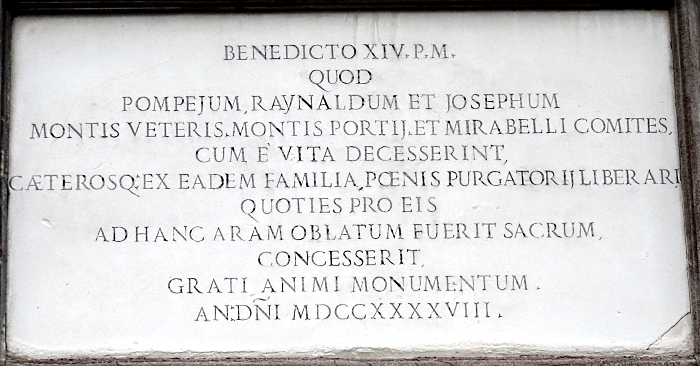 BENEDICTO XIV. P. M.
QUOD
POMPEJUM, RAYNALDUM ET JOSEPHUM
MONTIS VETERIS. MONTIS PORTIJ. ET MIRABELLI COMITES,
CUM E VITA DECESSERINT,
CÆTEROSQ: EX EADEM FAMILIA, PŒNIS PURGATORIJ LIBERARI
QUOTIES PRO EIS
AD HANC ARAM OBLATUM FUERIT SACRUM,
CONCESSERIT,
GRATI ANIMI MONUMENTUM.
AN: DÑI MDCCXXXXVIII.